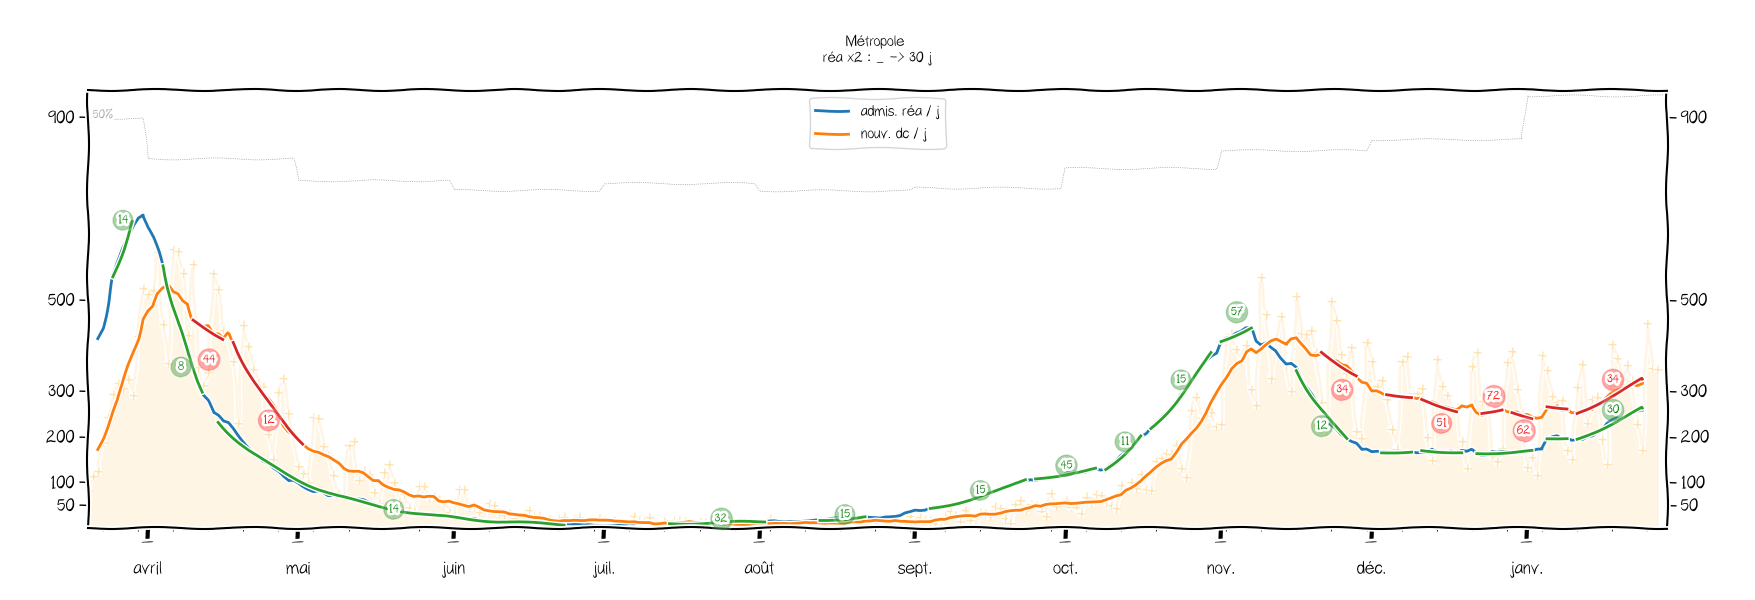 Métropole
réa x2 : _ -> 30 j
admis. réa / j
nouv. dc / j
50%
900
500
300
200
100
50
900
500
300
200
100
50
14
8
44
12
14
32
15
15
45
11
15
57
12
34
51
72
62
34
30
avril
mai
juin
juil.
août
sept.
oct.
nov.
déc.
janv.